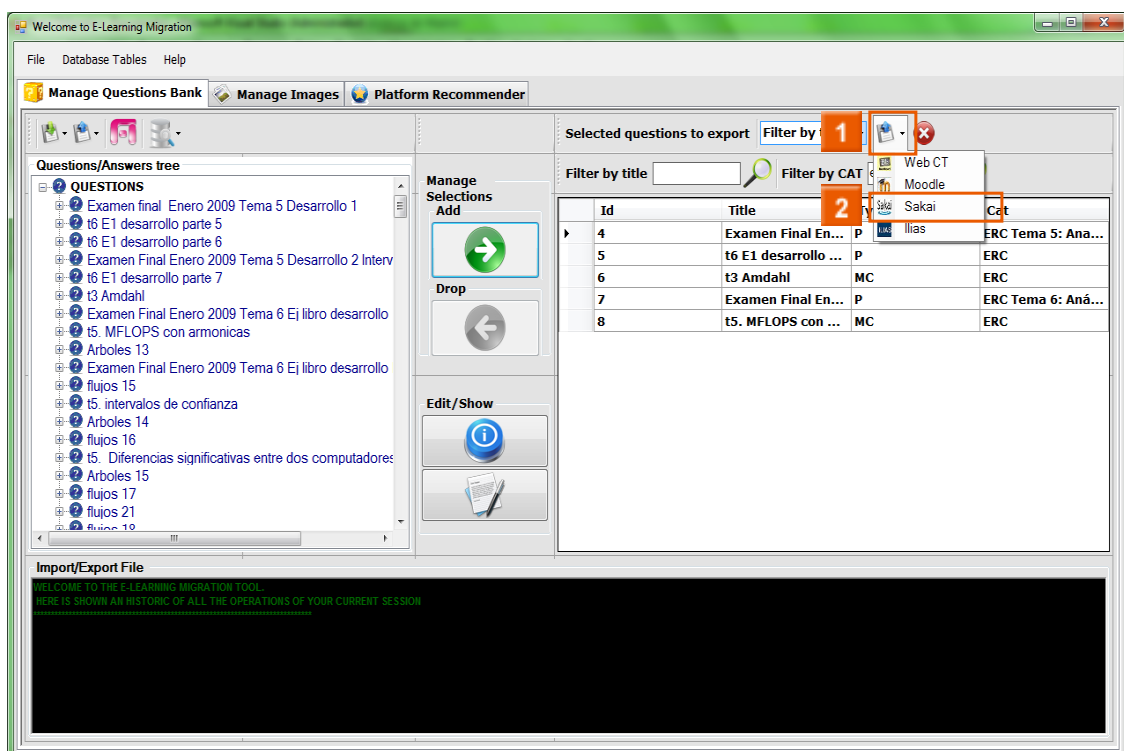 Welcome to E-Learning Migration
File Database Tables Help
Manage Questions Bank Manage Images Platform Recommender
Selected questions to export Filter by 1
Web CT
Moodle
2 Sakai Sakai
ILIAS Ilias
Questions/Answers tree
QUESTIONS
Examen final Enero 2009 Tema 5 Desarrollo 1
t6 E1 desarrollo parte 5
t6 E1 desarrollo parte 6
Examen Final Enero 2009 Tema 5 Desarrollo 2 Interv
t6 E1 desarrollo parte 7
t3 Amdahl
Examen Final Enero 2009 Tema 6 Ej libro desarrollo
t5. MFLOPS con armonicas
Arboles 13
Examen Final Enero 2009 Tema 6 Ej libro desarrollo
flujos 15
t5. intervalos de confianza
Arboles 14
flujos 16
t5. Diferencias significativas entre dos computadores
Arboles 15
flujos 17
flujos 21
flujos 18
Manage
Selections
Add
Drop
Edit/Show
Filter by title Filter by CAT
Id Title Cat
4 Examen Final En... P ERC Tema 5: Ana...
5 t6 E1 desarrollo ... P ERC
6 t3 Amdahl MC ERC
7 Examen Final En... P ERC Tema 6: Aná...
8 t5. MFLOPS con ... MC ERC
Import/Export File
WELCOME TO THE E-LEARNING MIGRATION TOOL.
HERE IS SHOWN AN HISTORIC OF ALL THE OPERATIONS OF YOUR CURRENT SESSION